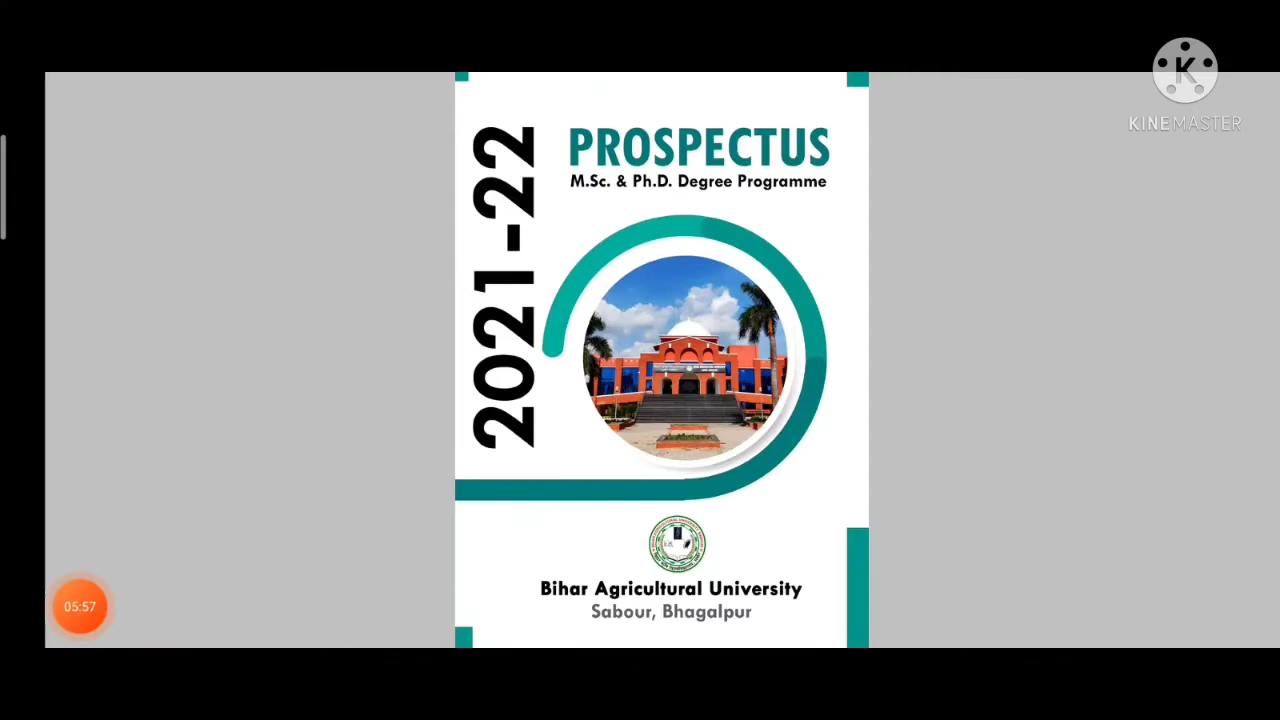 2021-22
PROSPECTUS
M.Sc. & Ph.D. Degree Programme
Bihar Agricultural University
Sabour, Bhagalpur
K
KINEMASTER
05:57